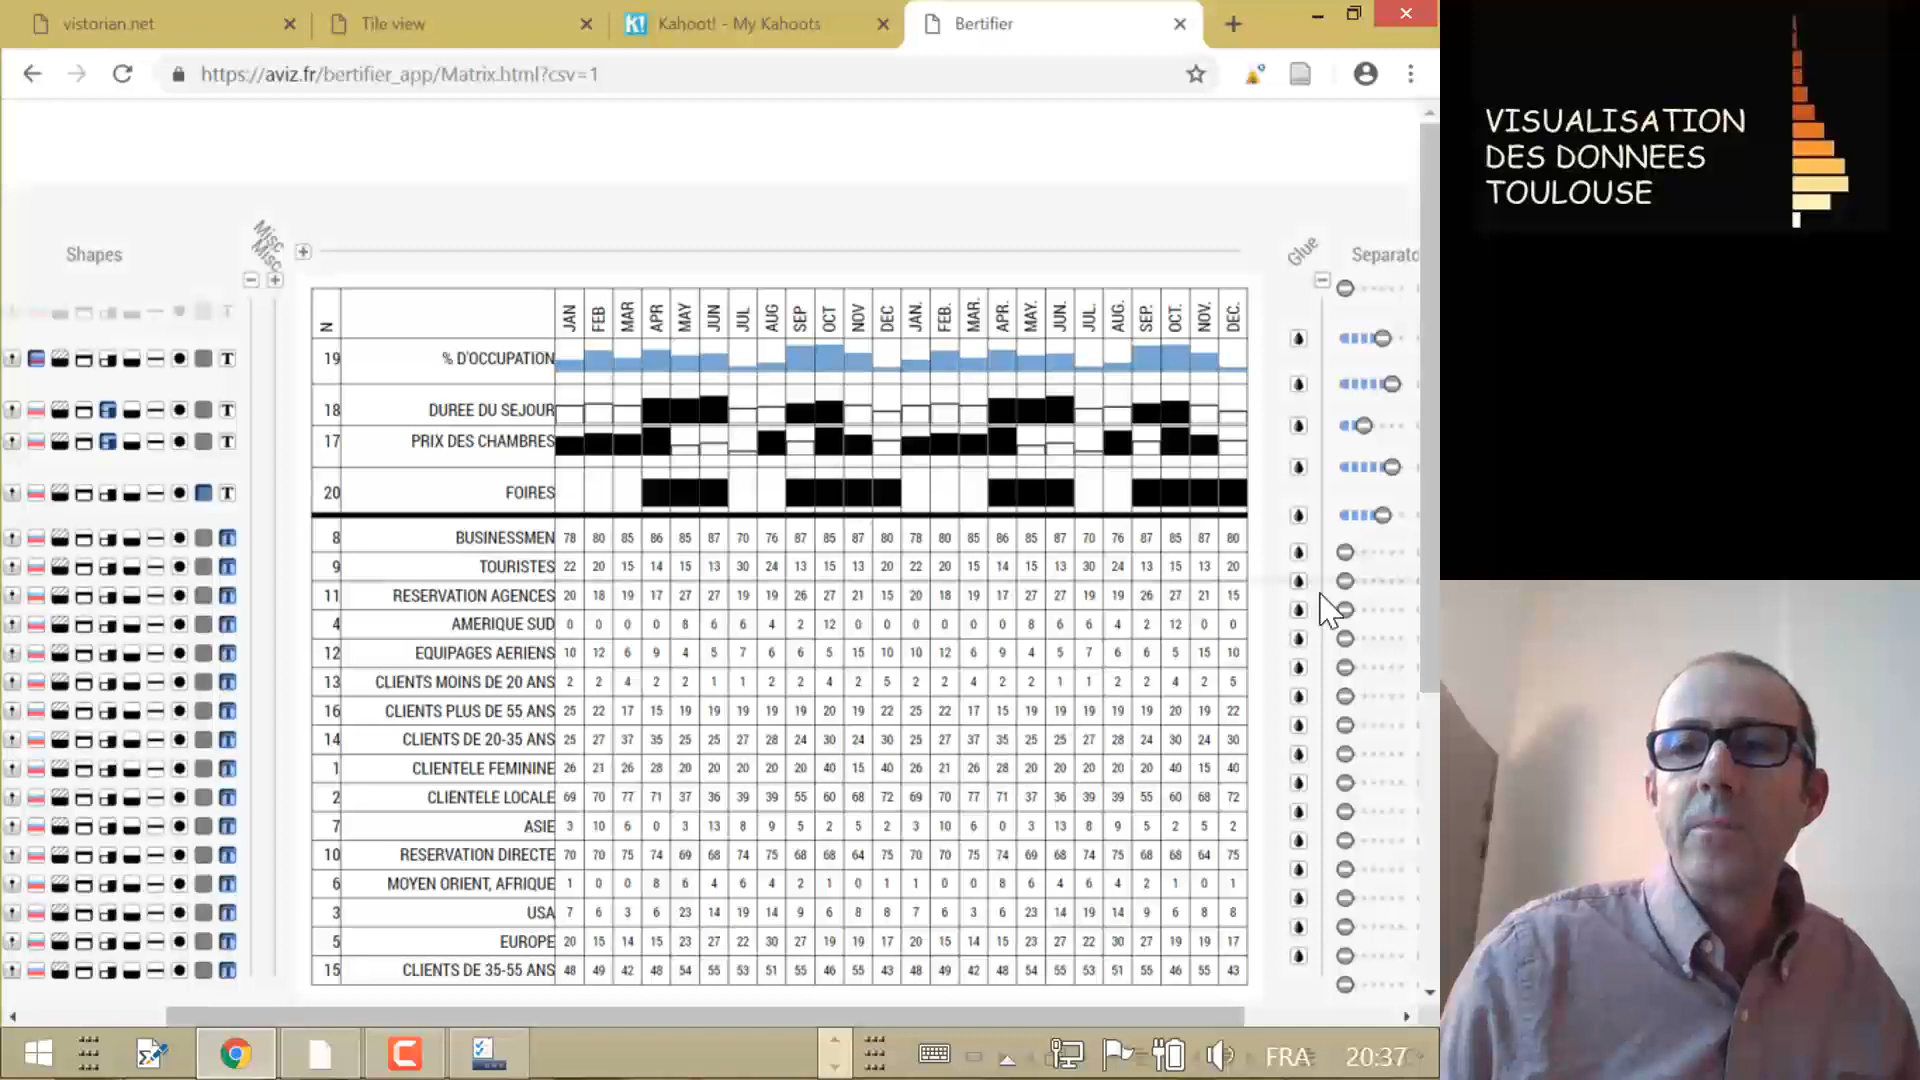 vistorian.net
Tile view
K! Kahoot! - My Kahoots
Bertifier
https://aviz.fr/bertifier_app/Matrix.html?csv=1
VISUALISATION
DES DONNEES
TOULOUSE
Shapes
Misc
Misc
Glue
Separato
N JAN FEB MAR APR MAY JUN JUL AUG SEP OCT NOV DEC JAN. FEB. MAR. APR. MAY. JUN. JUL. AUG. SEP. OCT. NOV. DEC.
19 % D'OCCUPATION
18 DUREE DU SEJOUR
17 PRIX DES CHAMBRES
20 FOIRES
8 BUSINESSMEN 78 80 85 86 85 87 70 76 87 85 87 80 78 80 85 86 85 87 70 76 87 85 87 80
9 TOURISTES 22 20 15 14 15 13 30 24 13 15 13 20 22 20 15 14 15 13 30 24 13 15 13 20
11 RESERVATION AGENCES 20 18 19 17 27 27 19 19 26 27 21 15 20 18 19 17 27 27 19 19 26 27 21 15
4 AMERIQUE SUD 0 0 0 0 8 6 6 4 2 12 0 0 0 0 0 0 8 6 6 4 2 12 0 0
12 EQUIPAGES AERIENS 10 12 6 9 4 5 7 6 6 5 15 10 10 12 6 9 4 5 7 6 6 5 15 10
13 CLIENTS MOINS DE 20 ANS 2 2 4 2 2 1 1 2 2 4 2 5 2 2 4 2 2 1 1 2 2 4 2 5
16 CLIENTS PLUS DE 55 ANS 25 22 17 15 19 19 19 19 19 20 19 22 25 22 17 15 19 19 19 19 19 20 19 22
14 CLIENTS DE 20-35 ANS 25 27 37 35 25 25 27 28 24 30 24 30 25 27 37 35 25 25 27 28 24 30 24 30
1 CLIENTELE FEMININE 26 21 26 28 20 20 20 20 20 40 15 40 26 21 26 28 20 20 20 20 20 40 15 40
2 CLIENTELE LOCALE 69 70 77 71 37 36 39 39 55 60 68 72 69 70 77 71 37 36 39 39 55 60 68 72
7 ASIE 3 10 6 0 3 13 8 9 5 2 5 2 3 10 6 0 3 13 8 9 5 2 5 2
10 RESERVATION DIRECTE 70 70 75 74 69 68 74 75 68 68 64 75 70 70 75 74 69 68 74 75 68 68 64 75
6 MOYEN ORIENT, AFRIQUE 1 0 0 8 6 4 6 4 2 1 0 1 1 0 0 8 6 4 6 4 2 1 0 1
3 USA 7 6 3 6 23 14 19 14 9 6 8 8 7 6 3 6 23 14 19 14 9 6 8 8
5 EUROPE 20 15 14 15 23 27 22 30 27 19 19 17 20 15 14 15 23 27 22 30 27 19 19 17
15 CLIENTS DE 35-55 ANS 48 49 42 48 54 55 53 51 55 46 55 43 48 49 42 48 54 55 53 51 55 46 55 43
FRA 20:37